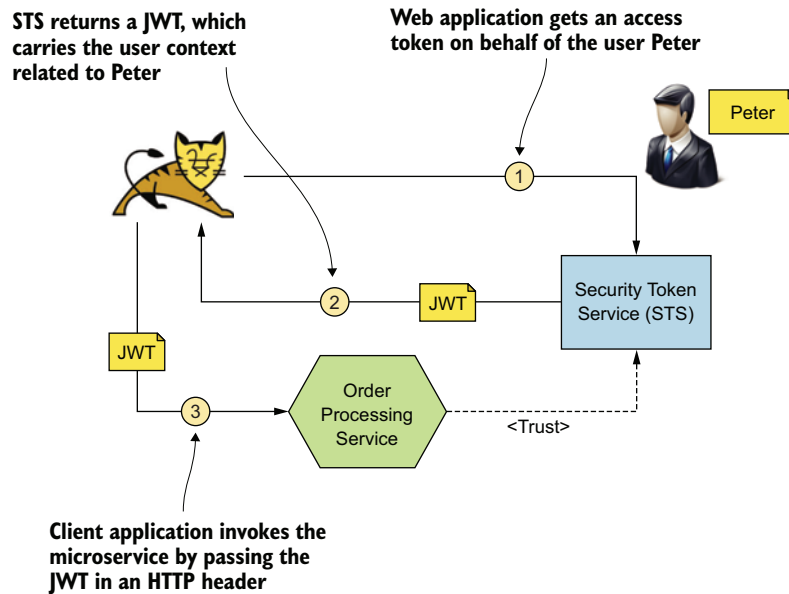 STS returns a JWT, which
carries the user context
related to Peter
Web application gets an access
token on behalf of the user Peter
Peter
1
2
JWT
Security Token
Service (STS)
JWT
3
Order
Processing
Service
<Trust>
Client application invokes the
microservice by passing the
JWT in an HTTP header